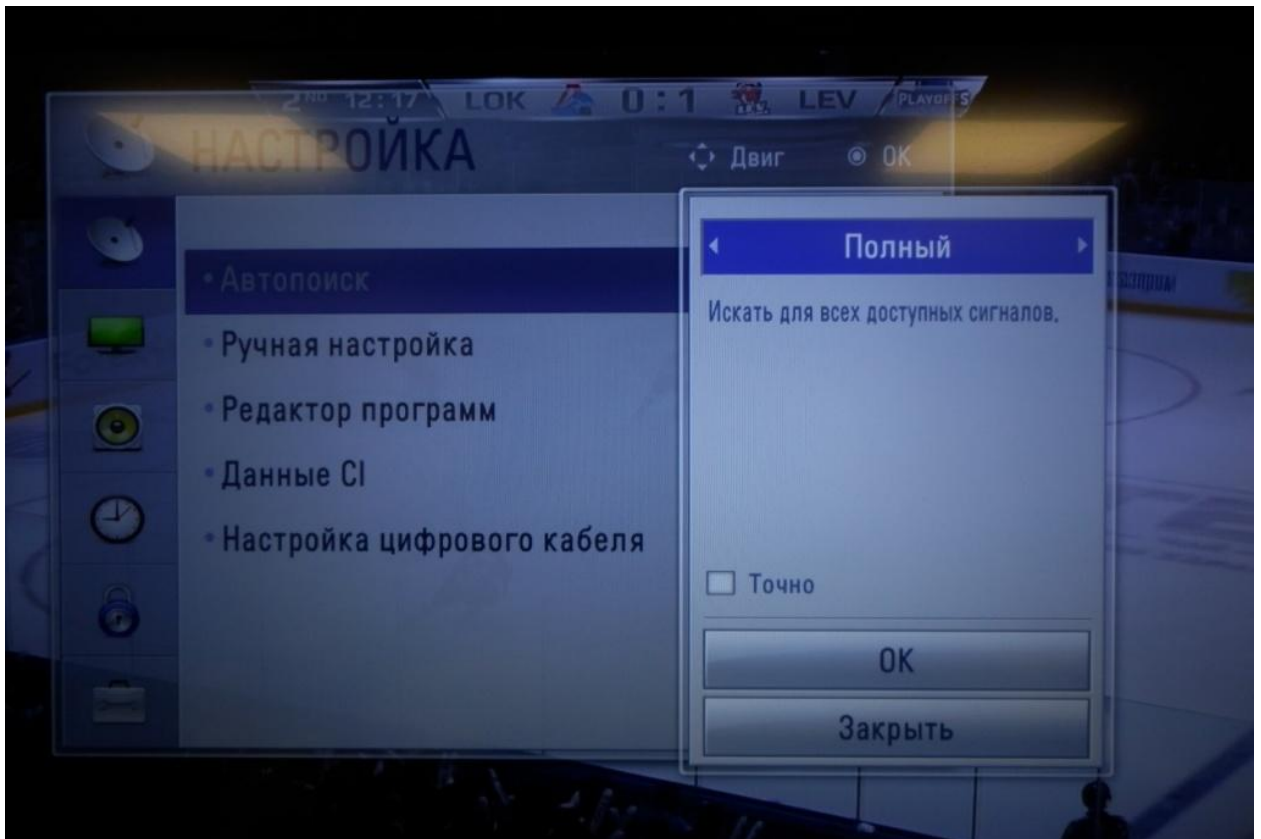 2ND 12:17 LOK 0:1 LEV PLAYOFFS
НАСТРОЙКА
Двиг OK
Автопоиск
Ручная настройка
Редактор программ
Данные CI
Настройка цифрового кабеля
Полный
Искать для всех доступных сигналов.
Точно
OK
Закрыть